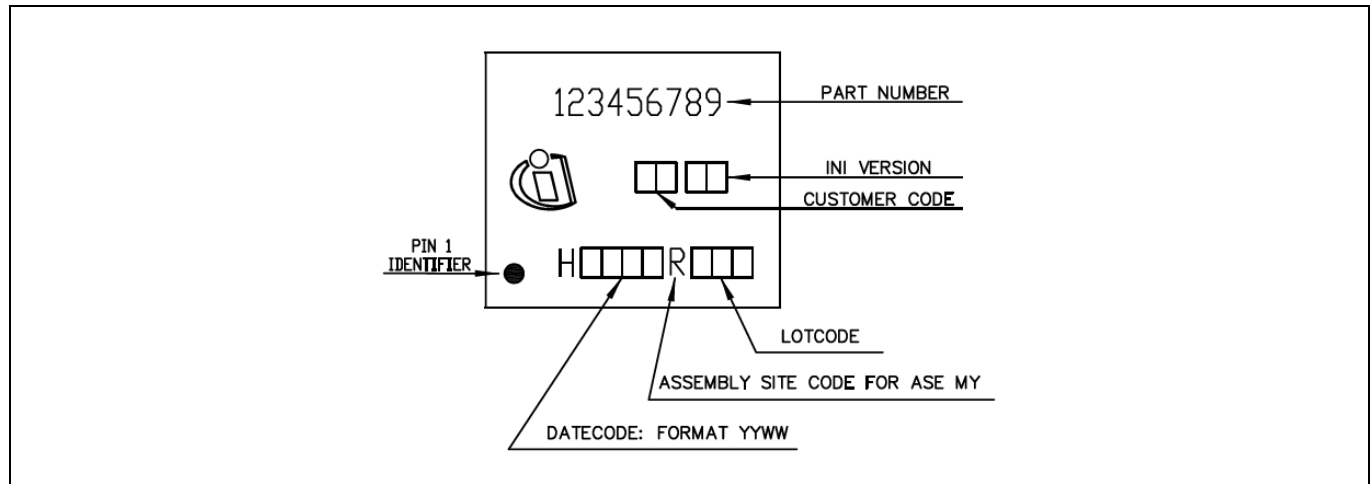 123456789
PART NUMBER
INI VERSION
CUSTOMER CODE
PIN 1
IDENTIFIER
H R
LOTCODE
ASSEMBLY SITE CODE FOR ASE MY
DATECODE: FORMAT YYWW